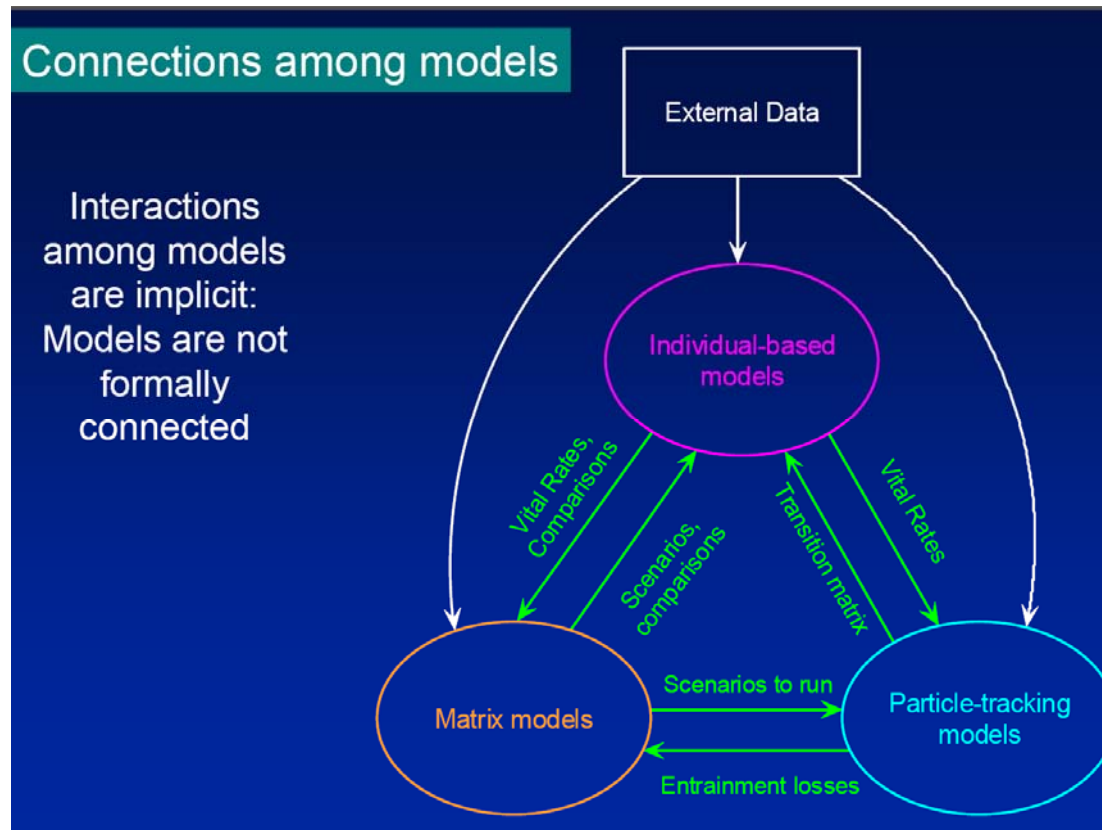 Connections among models
External Data
Interactions
among models
are implicit:
Models are not
formally
connected
Individual-based
models
Vital Rates,
Comparisons
Scenarios,
comparisons
Transition matrix
Vital Rates
Scenarios to run
Matrix models
Particle-tracking
models
Entrainment losses